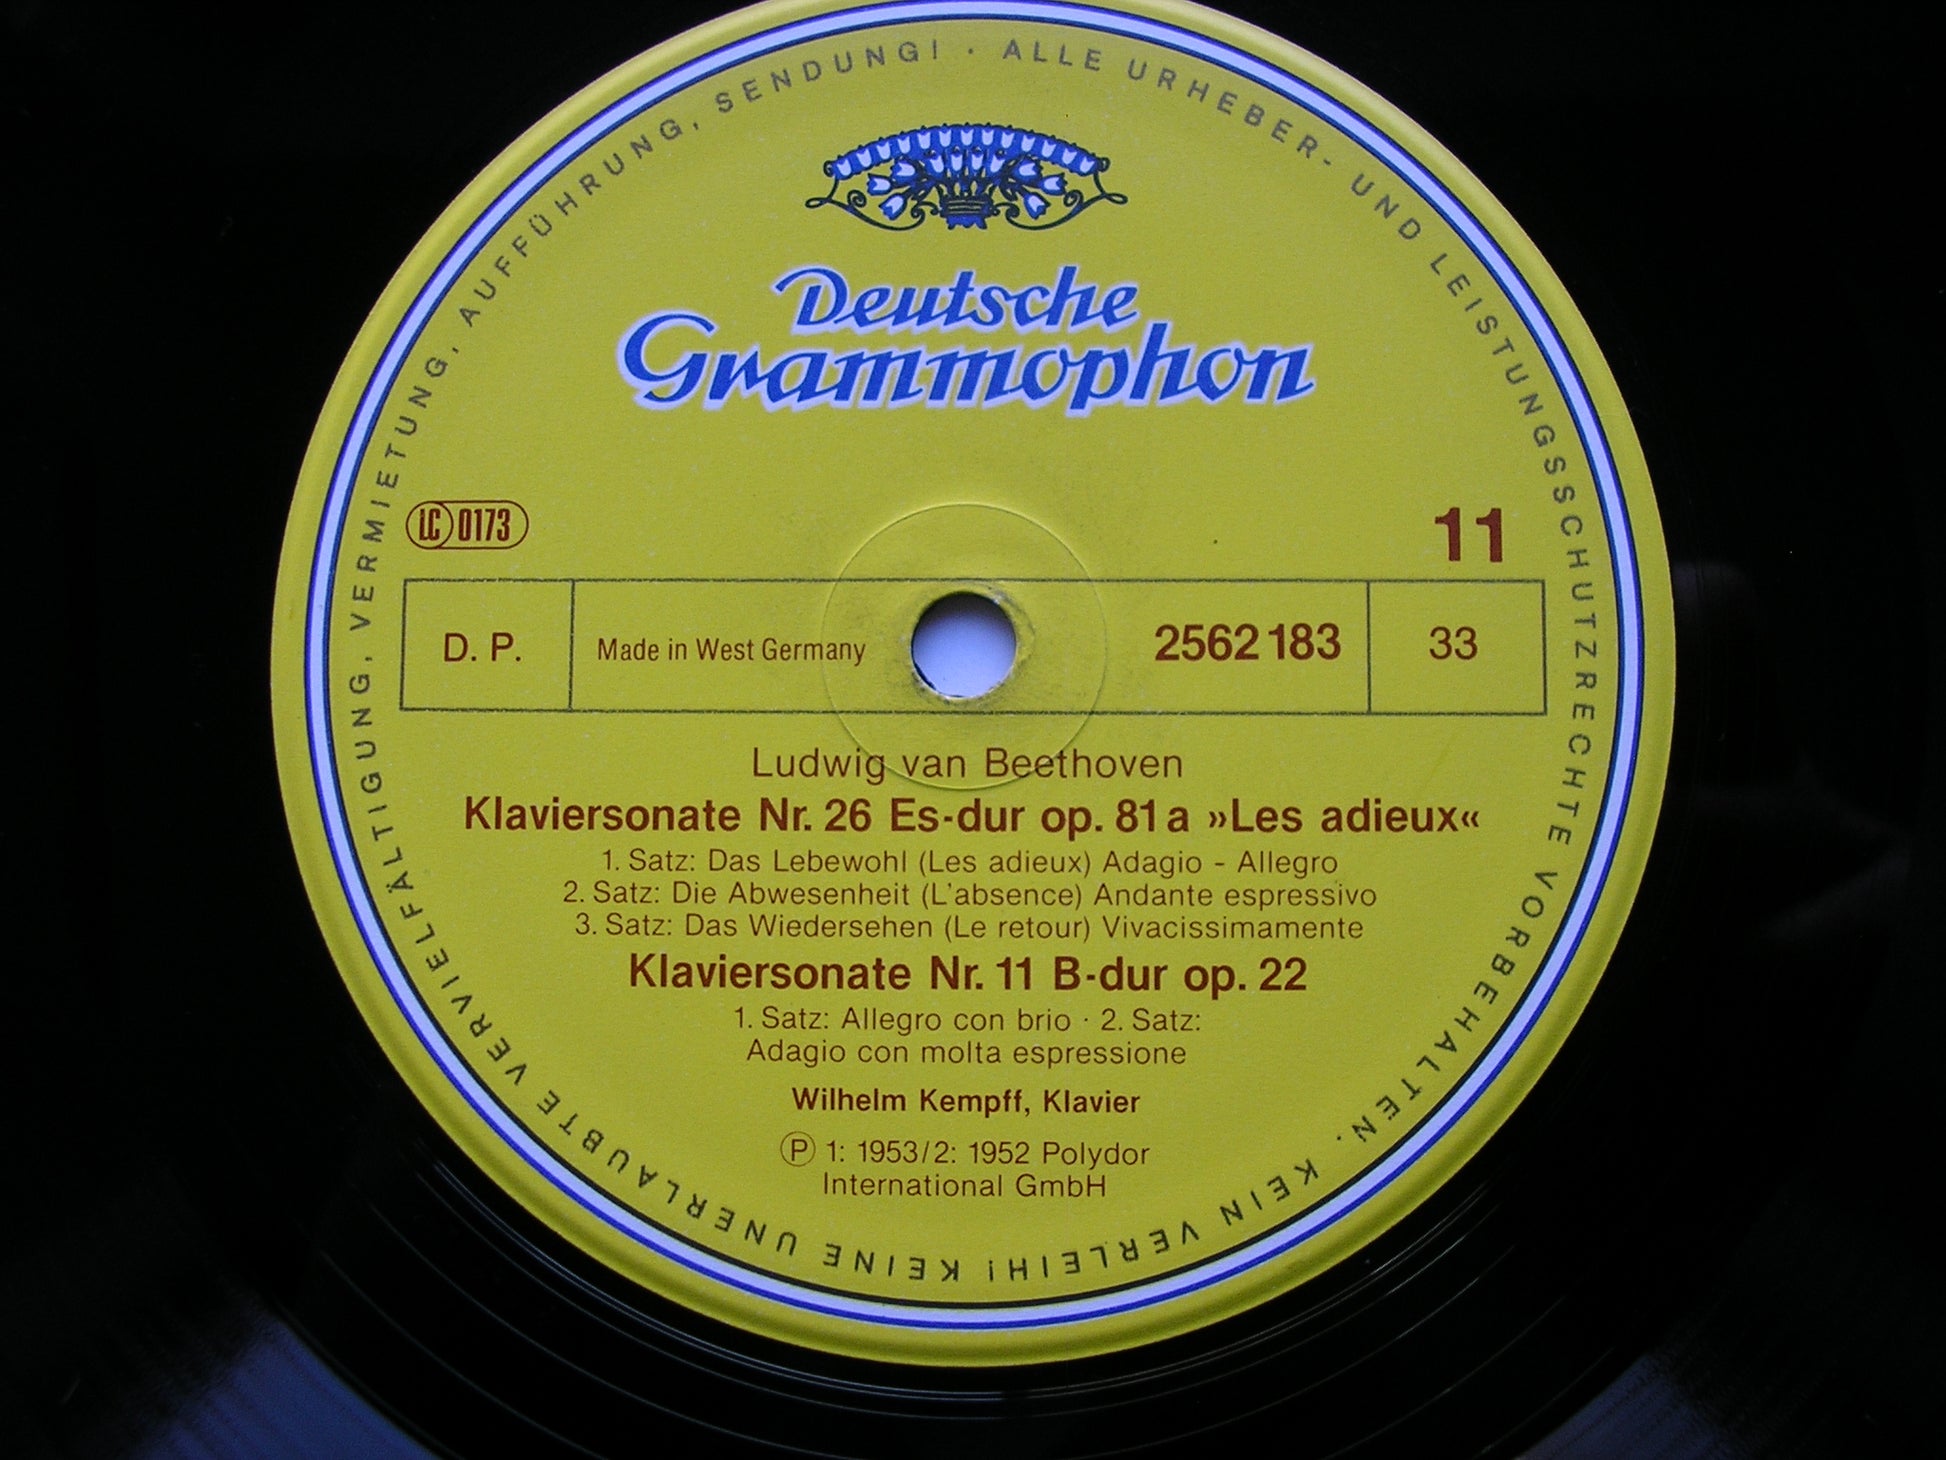 ALLE URHEBER- UND LEISTUNGSSCHUTZRECHTE VORBEHALTEN. KEIN VERLEIH! KEINE UNERLAUBTE VERVIELFÄLTIGUNG, VERMIETUNG, AUFFÜHRUNG, SENDUNG! ·
Deutsche
Grammophon
LC 0173
11
D. P. Made in West Germany 2562 183 33
Ludwig van Beethoven
Klaviersonate Nr. 26 Es-dur op. 81 a »Les adieux«
1. Satz: Das Lebewohl (Les adieux) Adagio - Allegro
2. Satz: Die Abwesenheit (L'absence) Andante espressivo
3. Satz: Das Wiedersehen (Le retour) Vivacissimamente
Klaviersonate Nr. 11 B-dur op. 22
1. Satz: Allegro con brio · 2. Satz:
Adagio con molta espressione
Wilhelm Kempff, Klavier
Ⓟ 1: 1953/2: 1952 Polydor
International GmbH